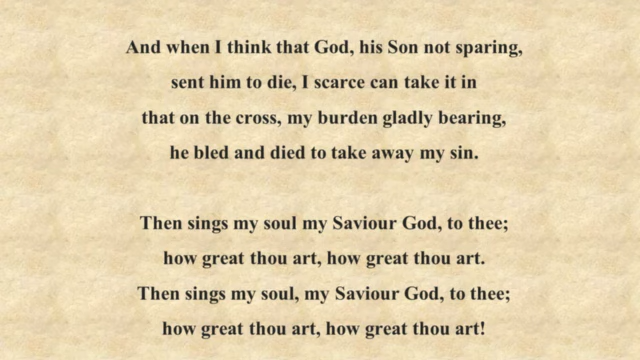 And when I think that God, his Son not sparing,
sent him to die, I scarce can take it in
that on the cross, my burden gladly bearing,
he bled and died to take away my sin.
Then sings my soul my Saviour God, to thee;
how great thou art, how great thou art.
Then sings my soul, my Saviour God, to thee;
how great thou art, how great thou art!